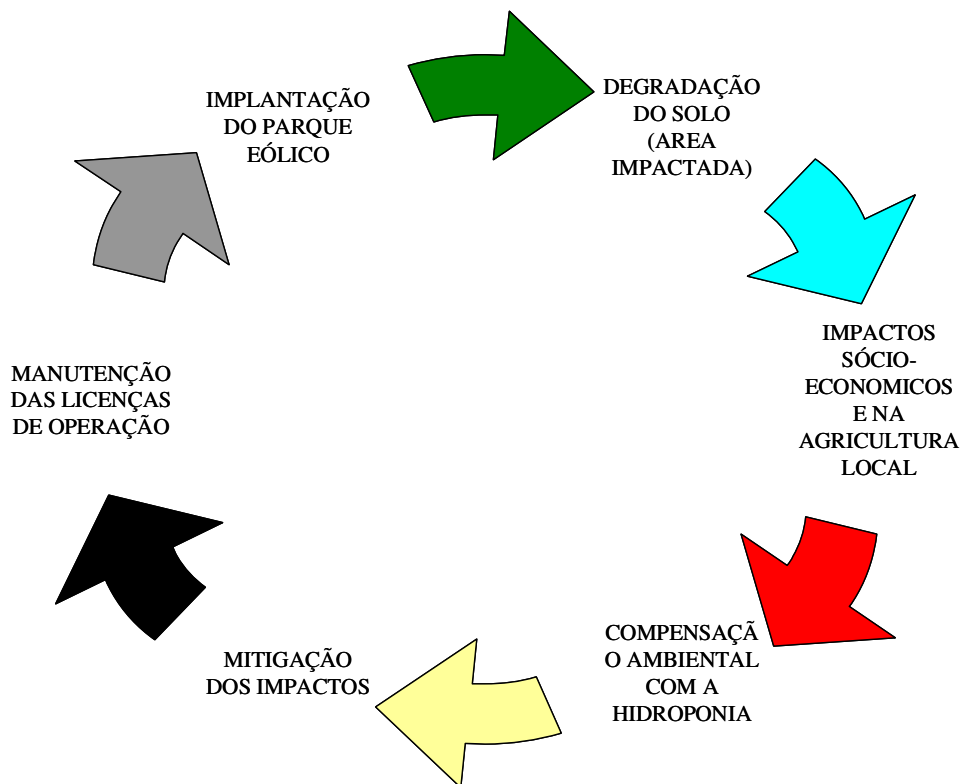 IMPLANTAÇÃO
DO PARQUE
EÓLICO
DEGRADAÇÃO
DO SOLO
(AREA
IMPACTADA)
IMPACTOS
SÓCIO-
ECONOMICOS
E NA
AGRICULTURA
LOCAL
COMPENSAÇÃ
O AMBIENTAL
COM A
HIDROPONIA
MITIGAÇÃO
DOS IMPACTOS
MANUTENÇÃO
DAS LICENÇAS
DE OPERAÇÃO